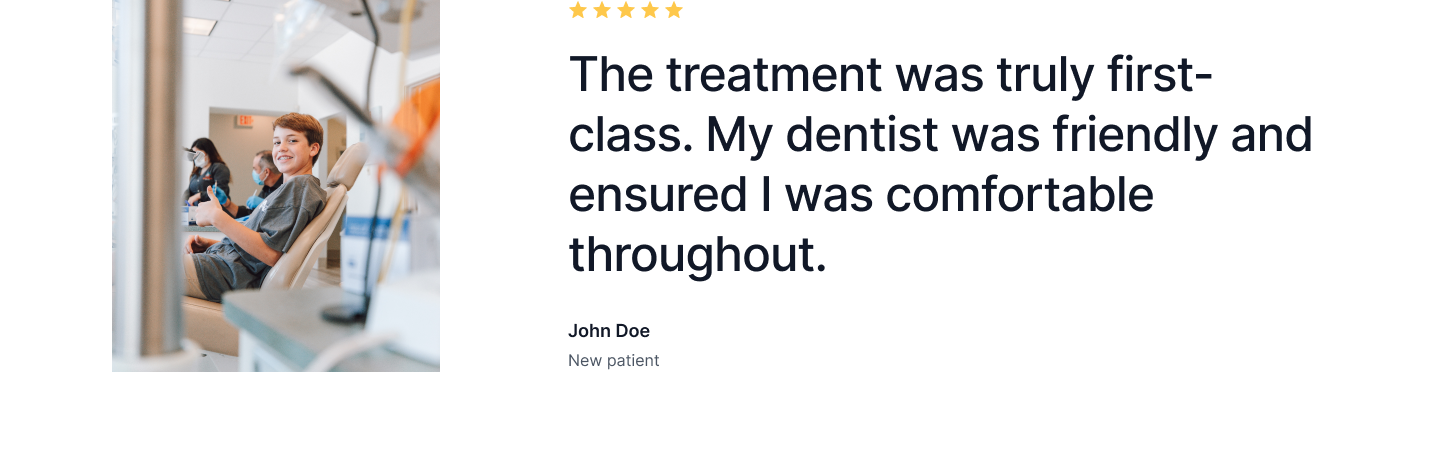 The treatment was truly first-
class. My dentist was friendly and
ensured I was comfortable
throughout.
John Doe
New patient